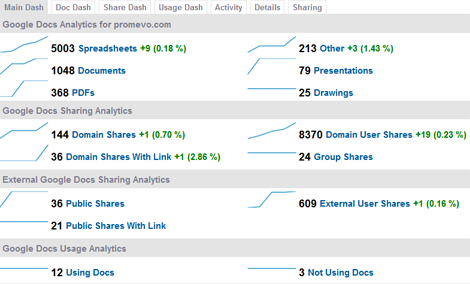 Main Dash Doc Dash Share Dash Usage Dash Activity Details Sharing
Google Docs Analytics for promevo.com
5003 Spreadsheets +9 (0.18 %) 213 Other +3 (1.43 %)
1048 Documents 79 Presentations
368 PDFs 25 Drawings
Google Docs Sharing Analytics
144 Domain Shares +1 (0.70 %) 8370 Domain User Shares +19 (0.23 %)
36 Domain Shares With Link +1 (2.86 %) 24 Group Shares
External Google Docs Sharing Analytics
36 Public Shares 609 External User Shares +1 (0.16 %)
21 Public Shares With Link
Google Docs Usage Analytics
12 Using Docs 3 Not Using Docs